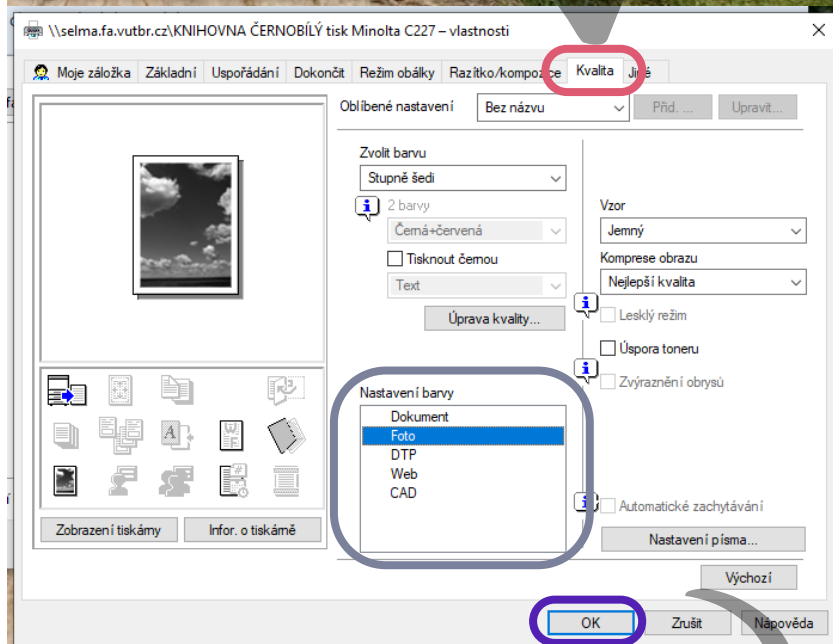 \\selma.fa.vutbr.cz\KNIHOVNA ČERNOBÍLÝ tisk Minolta C227 – vlastnosti
Moje záložka Základní Uspořádání Dokončit Režim obálky Razítko/kompozice Kvalita Jiné
Oblíbené nastavení Bez názvu Přid. ... Upravit...
Zvolit barvu
Stupně šedi
2 barvy
Černá+červená
Tisknout černou
Text
Úprava kvality...
Vzor
Jemný
Komprese obrazu
Nejlepší kvalita
Lesklý režim
Úspora toneru
Zvýraznění obrysů
Nastavení barvy
Dokument
Foto
DTP
Web
CAD
Automatické zachytávání
Nastavení písma...
Zobrazení tiskárny Infor. o tiskárně
Výchozí
OK Zrušit Nápověda